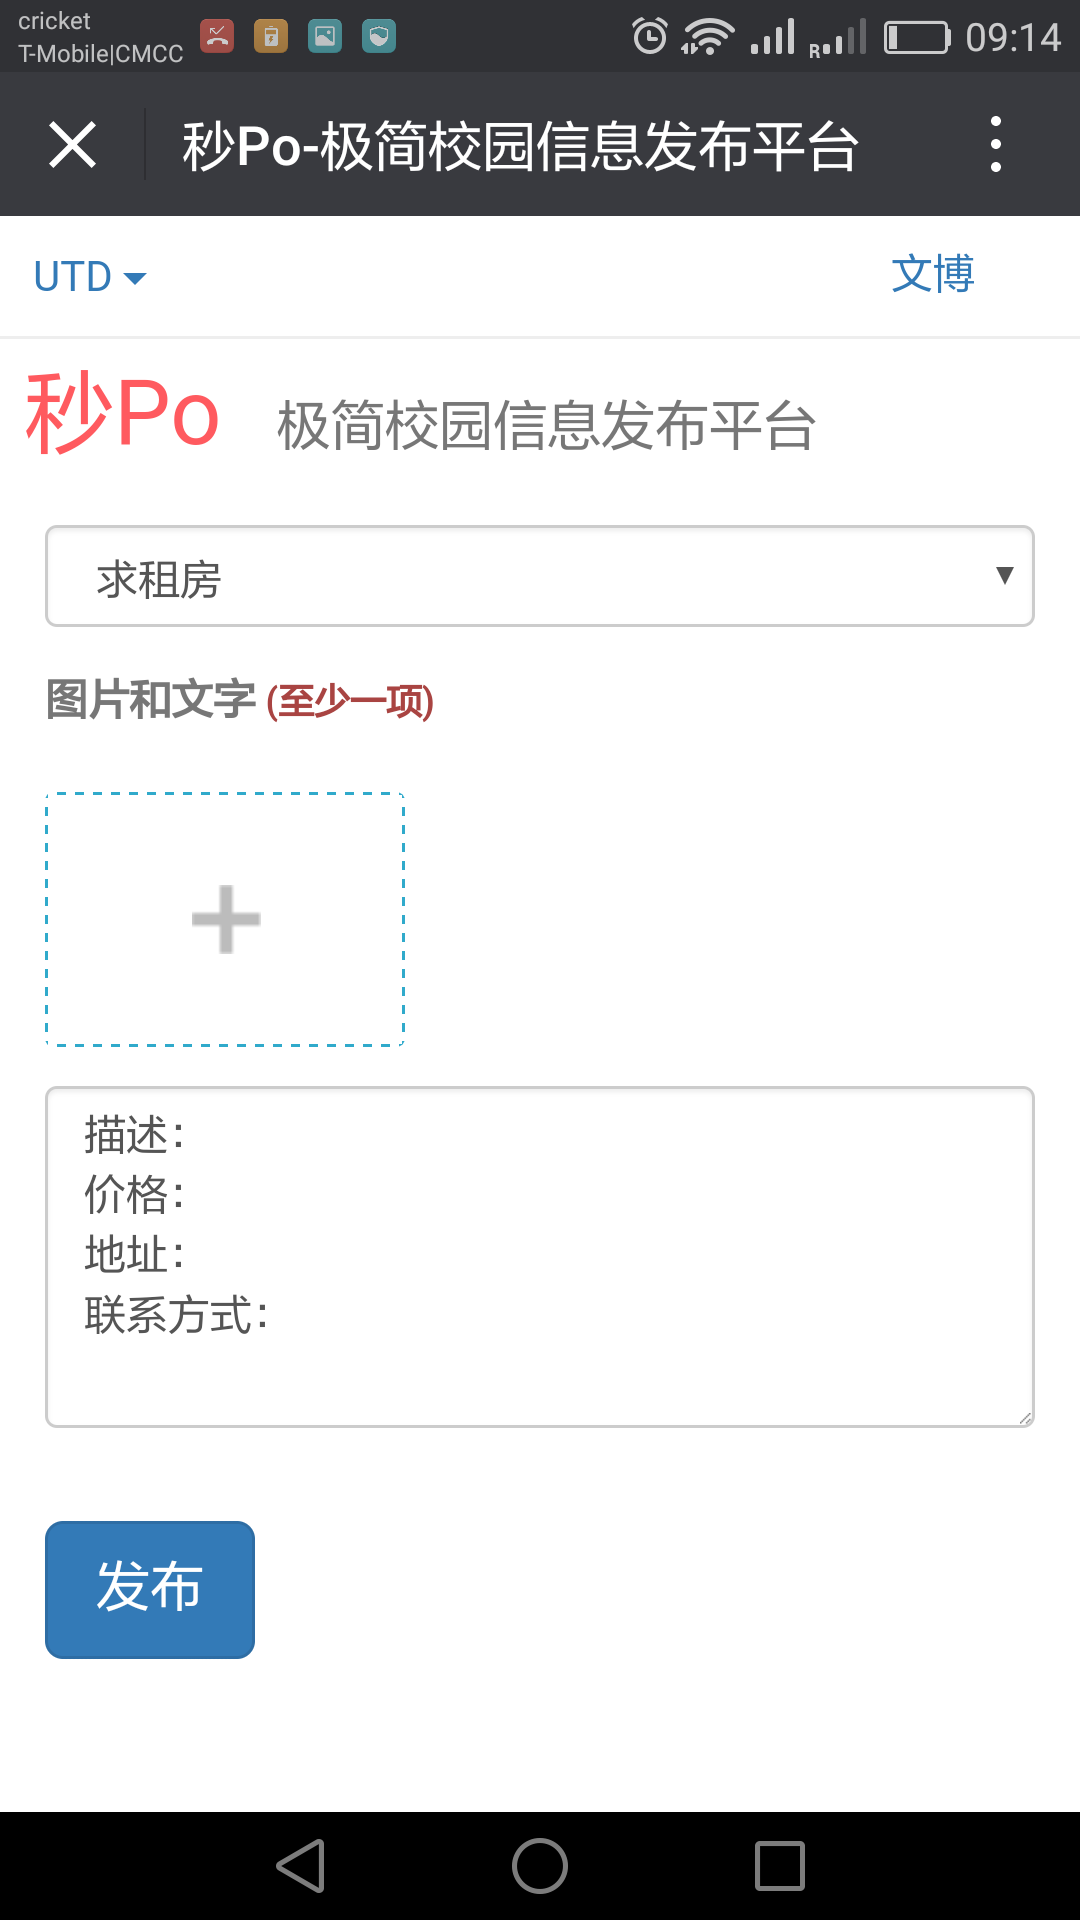 cricket
T-Mobile|CMCC
R
09:14
秒Po-极简校园信息发布平台
UTD
文博
秒Po 极简校园信息发布平台
求租房
图片和文字 (至少一项)
描述：
价格：
地址：
联系方式：
发布